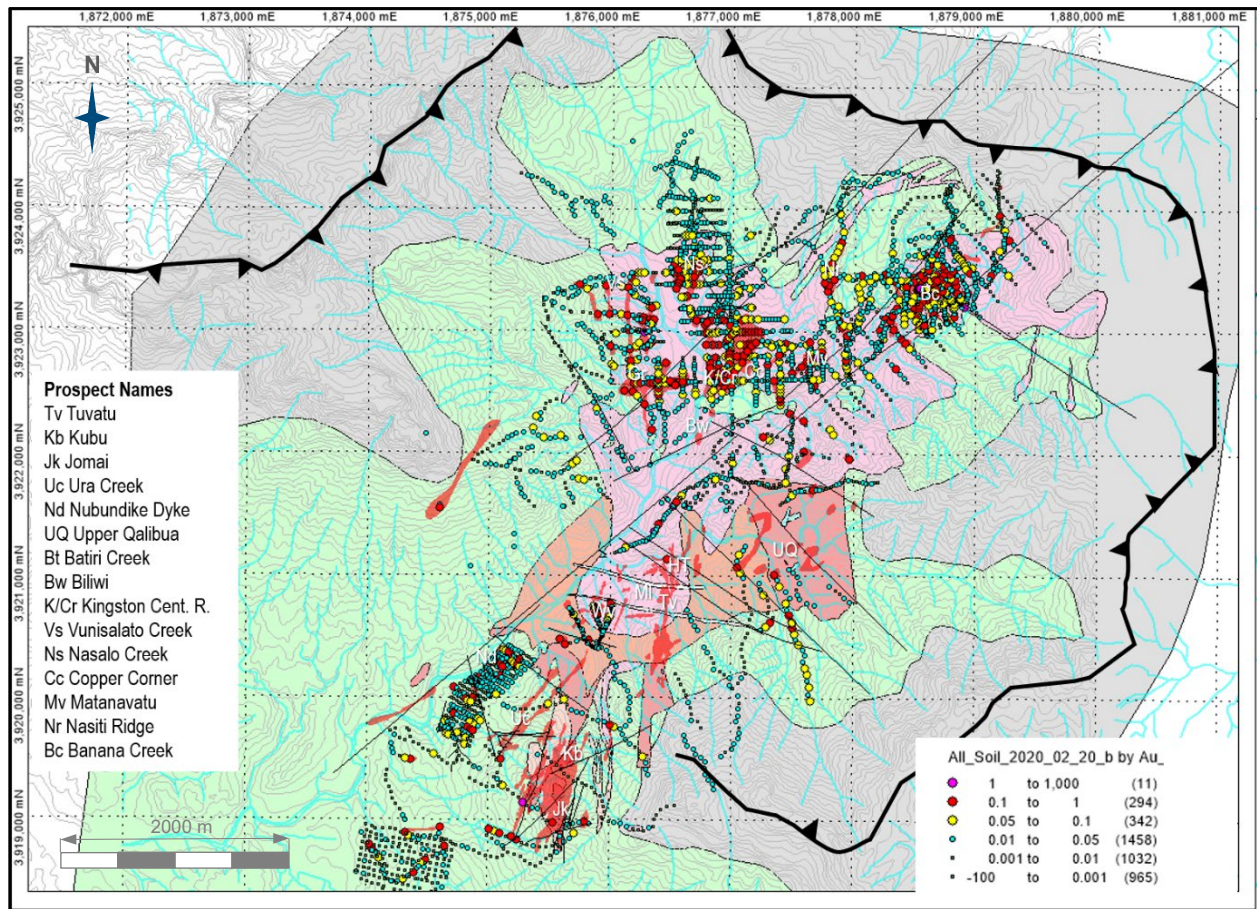 1,872,000 mE
1,873,000 mE
1,874,000 mE
1,875,000 mE
1,876,000 mE
1,877,000 mE
1,878,000 mE
1,879,000 mE
1,880,000 mE
1,881,000 mE
N
3,925,000 mN
3,924,000 mN
3,923,000 mN
3,922,000 mN
3,921,000 mN
3,920,000 mN
3,919,000 mN
Ns
Bc
K/Cr
Mv
Bw
UQ
HT
Tv
Uc
Kb
Jk
Prospect Names
Tv Tuvatu
Kb Kubu
Jk Jomai
Uc Ura Creek
Nd Nubundike Dyke
UQ Upper Qalibua
Bt Batiri Creek
Bw Biliwi
K/Cr Kingston Cent. R.
Vs Vunisalato Creek
Ns Nasalo Creek
Cc Copper Corner
Mv Matanavatu
Nr Nasiti Ridge
Bc Banana Creek
2000 m
All_Soil_2020_02_20_b by Au_
1 to 1,000 (11)
0.1 to 1 (294)
0.05 to 0.1 (342)
0.01 to 0.05 (1458)
0.001 to 0.01 (1032)
-100 to 0.001 (965)